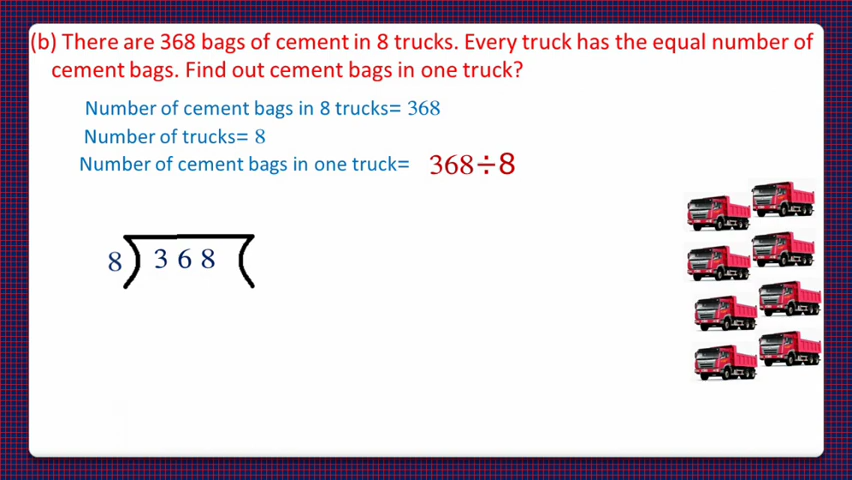 (b) There are 368 bags of cement in 8 trucks. Every truck has the equal number of
cement bags. Find out cement bags in one truck?
Number of cement bags in 8 trucks= 368
Number of trucks= 8
Number of cement bags in one truck= 368÷8
8) 3 6 8 (